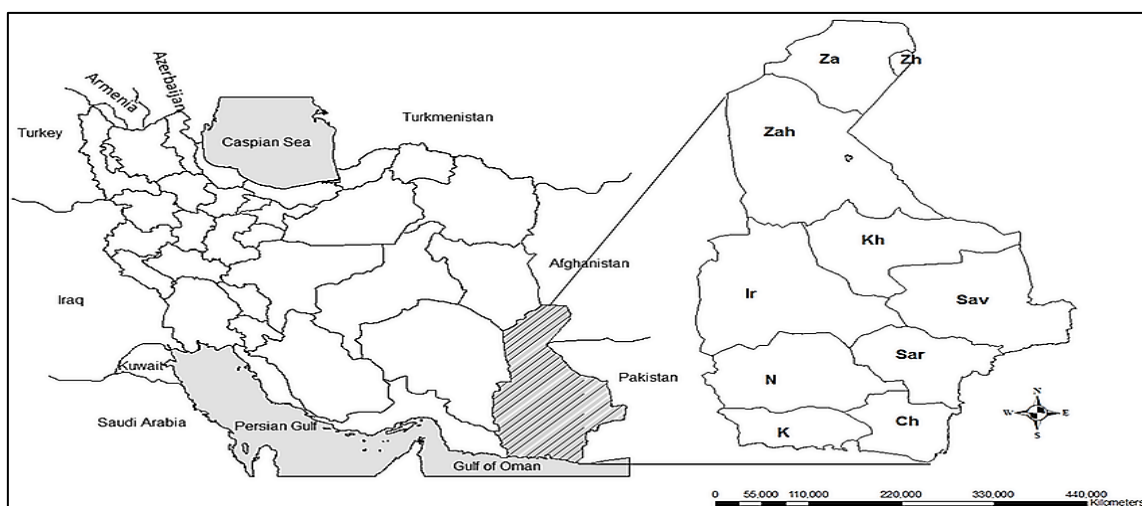 Armenia
Azerbaijan
Turkey
Caspian Sea
Turkmenistan
Iraq
Afghanistan
Kuwait
Pakistan
Saudi Arabia
Persian Gulf
Gulf of Oman
Za
Zh
Zah
Kh
Ir
Sav
Sar
N
Ch
K
N
W
E
S
0 55,000 110,000 220,000 330,000 440,000
Kilometers